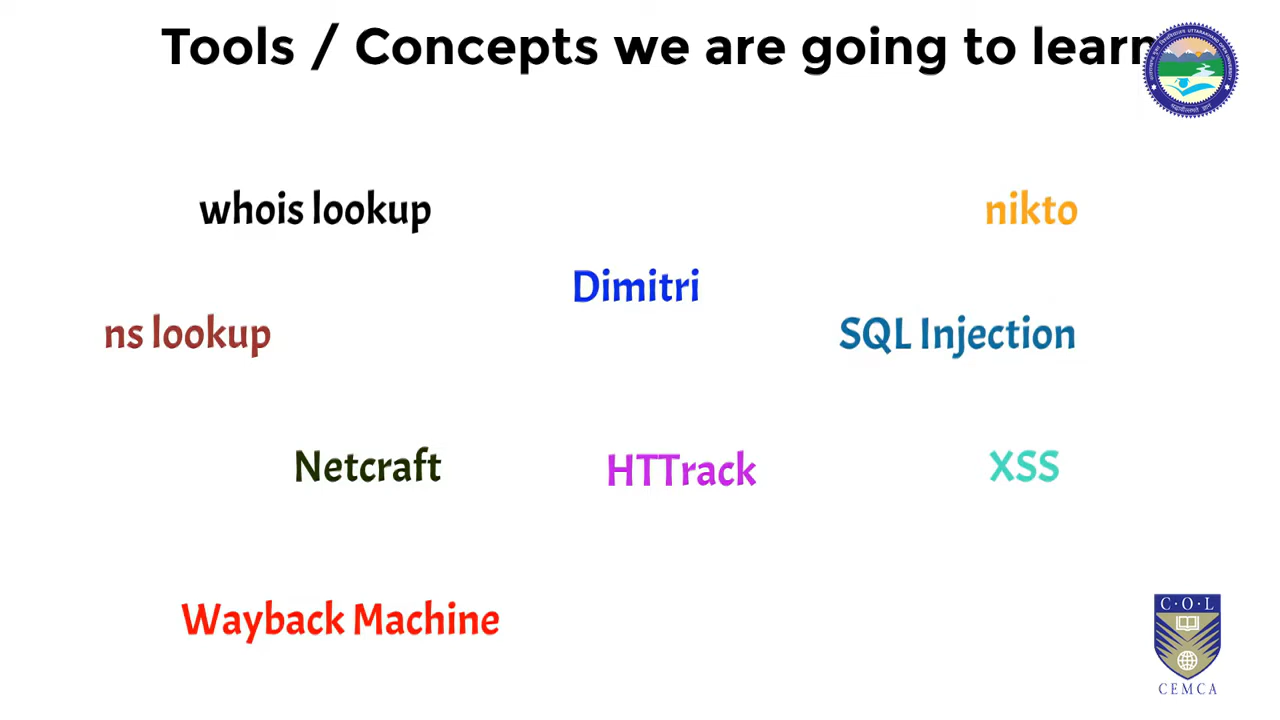 Tools / Concepts we are going to learn
whois lookup
nikto
Dimitri
ns lookup
SQL Injection
Netcraft
HTTrack
XSS
Wayback Machine
C·O·L
CEMCA